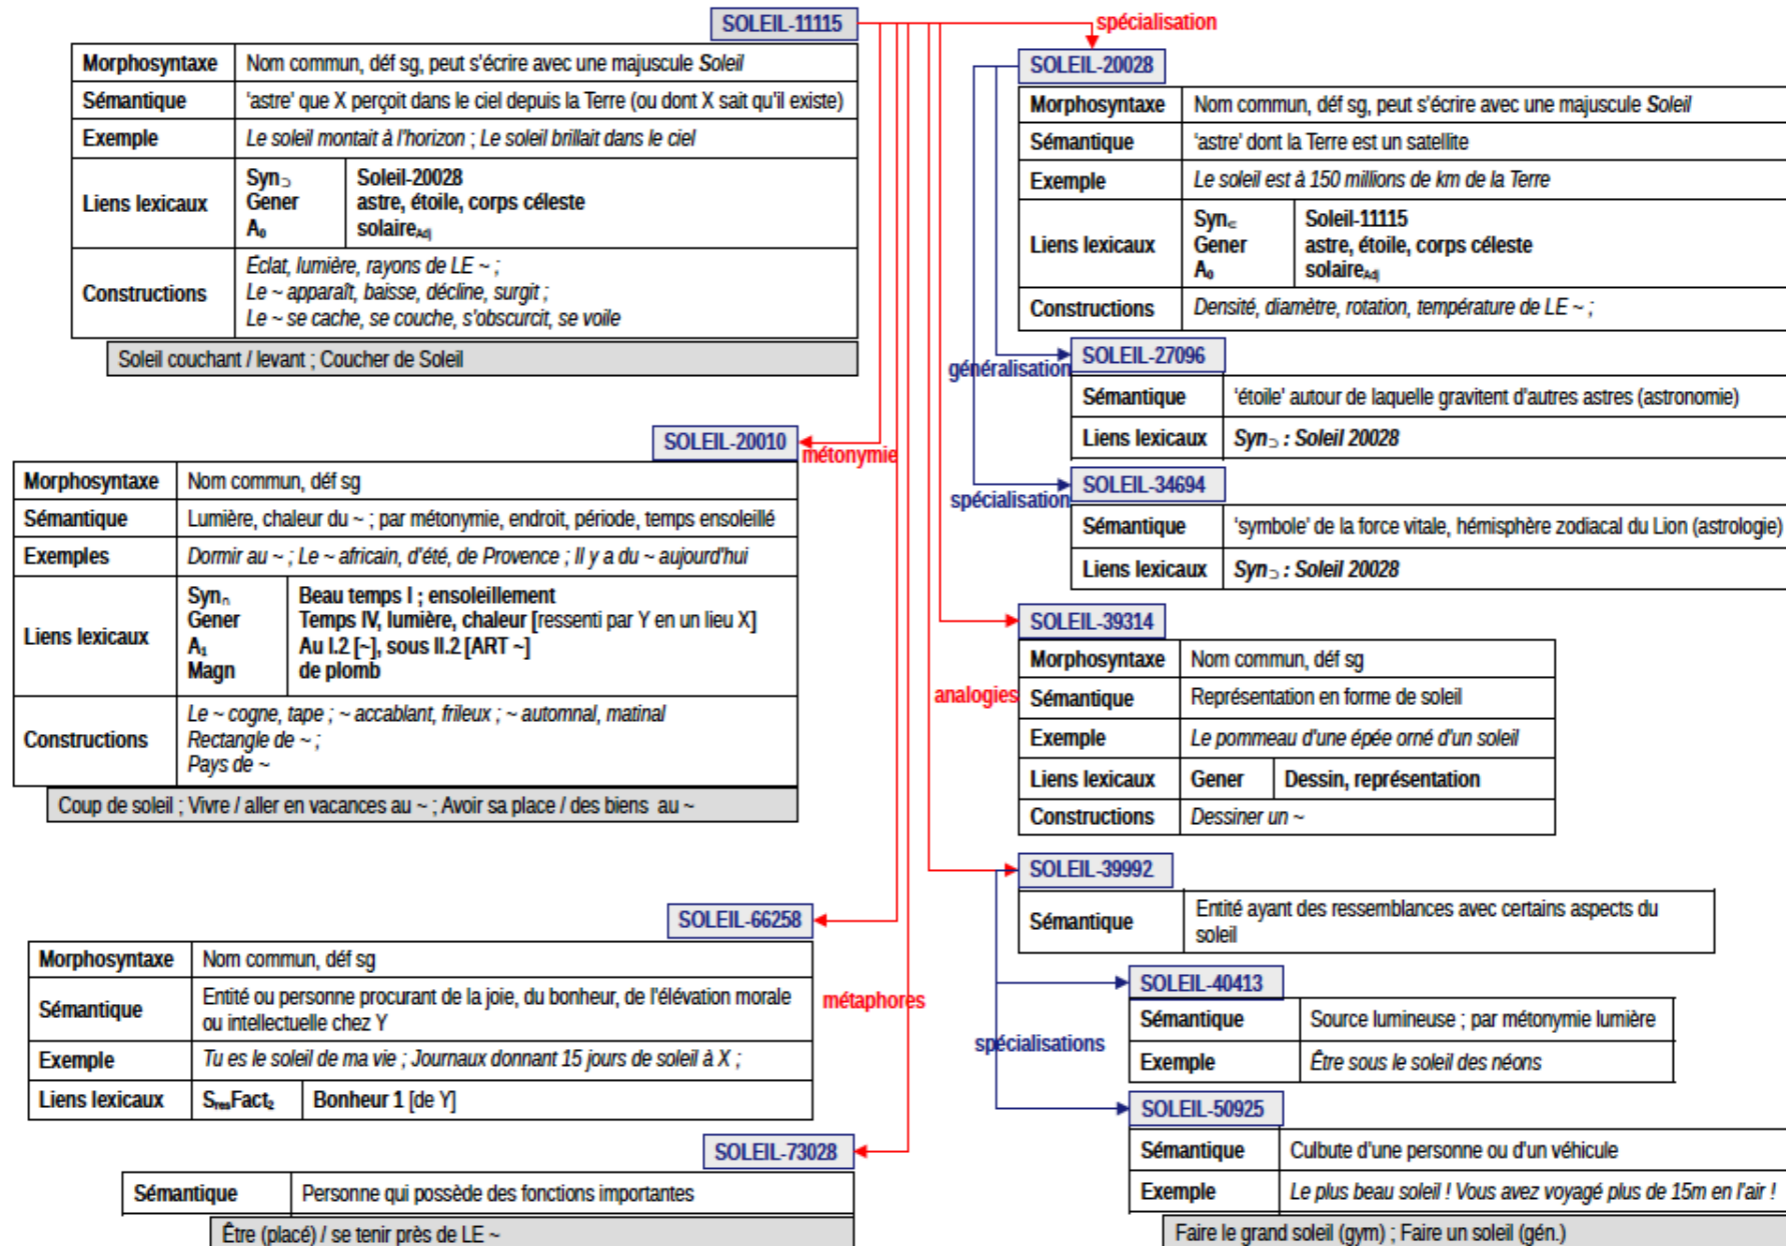 SOLEIL-11115
Morphosyntaxe Nom commun, déf sg, peut s'écrire avec une majuscule Soleil
Sémantique 'astre' que X perçoit dans le ciel depuis la Terre (ou dont X sait qu'il existe)
Exemple Le soleil montait à l'horizon ; Le soleil brillait dans le ciel
Liens lexicaux
Syn⊃ Soleil-20028
Gener astre, étoile, corps céleste
A₀ solaireAdj
Constructions
Éclat, lumière, rayons de LE ~ ;
Le ~ apparaît, baisse, décline, surgit ;
Le ~ se cache, se couche, s'obscurcit, se voile
Soleil couchant / levant ; Coucher de Soleil
métonymie
SOLEIL-20010
Morphosyntaxe Nom commun, déf sg
Sémantique Lumière, chaleur du ~ ; par métonymie, endroit, période, temps ensoleillé
Exemples Dormir au ~ ; Le ~ africain, d'été, de Provence ; Il y a du ~ aujourd'hui
Liens lexicaux
Syn∩ Beau temps I ; ensoleillement
Gener Temps IV, lumière, chaleur [ressenti par Y en un lieu X]
A₁ Au I.2 [~], sous II.2 [ART ~]
Magn de plomb
Constructions
Le ~ cogne, tape ; ~ accablant, frileux ; ~ automnal, matinal
Rectangle de ~ ;
Pays de ~
Coup de soleil ; Vivre / aller en vacances au ~ ; Avoir sa place / des biens au ~
métaphores
SOLEIL-66258
Morphosyntaxe Nom commun, déf sg
Sémantique Entité ou personne procurant de la joie, du bonheur, de l'élévation morale
ou intellectuelle chez Y
Exemple Tu es le soleil de ma vie ; Journaux donnant 15 jours de soleil à X ;
Liens lexicaux SresFact₂ Bonheur 1 [de Y]
SOLEIL-73028
Sémantique Personne qui possède des fonctions importantes
Être (placé) / se tenir près de LE ~
spécialisation
SOLEIL-20028
Morphosyntaxe Nom commun, déf sg, peut s'écrire avec une majuscule Soleil
Sémantique 'astre' dont la Terre est un satellite
Exemple Le soleil est à 150 millions de km de la Terre
Liens lexicaux
Syn⊂ Soleil-11115
Gener astre, étoile, corps céleste
A₀ solaireAdj
Constructions Densité, diamètre, rotation, température de LE ~ ;
généralisation
SOLEIL-27096
Sémantique 'étoile' autour de laquelle gravitent d'autres astres (astronomie)
Liens lexicaux Syn⊃ : Soleil 20028
spécialisation
SOLEIL-34694
Sémantique 'symbole' de la force vitale, hémisphère zodiacal du Lion (astrologie)
Liens lexicaux Syn⊃ : Soleil 20028
analogies
SOLEIL-39314
Morphosyntaxe Nom commun, déf sg
Sémantique Représentation en forme de soleil
Exemple Le pommeau d'une épée orné d'un soleil
Liens lexicaux Gener Dessin, représentation
Constructions Dessiner un ~
SOLEIL-39992
Sémantique Entité ayant des ressemblances avec certains aspects du
soleil
spécialisations
SOLEIL-40413
Sémantique Source lumineuse ; par métonymie lumière
Exemple Être sous le soleil des néons
SOLEIL-50925
Sémantique Culbute d'une personne ou d'un véhicule
Exemple Le plus beau soleil ! Vous avez voyagé plus de 15m en l'air !
Faire le grand soleil (gym) ; Faire un soleil (gén.)